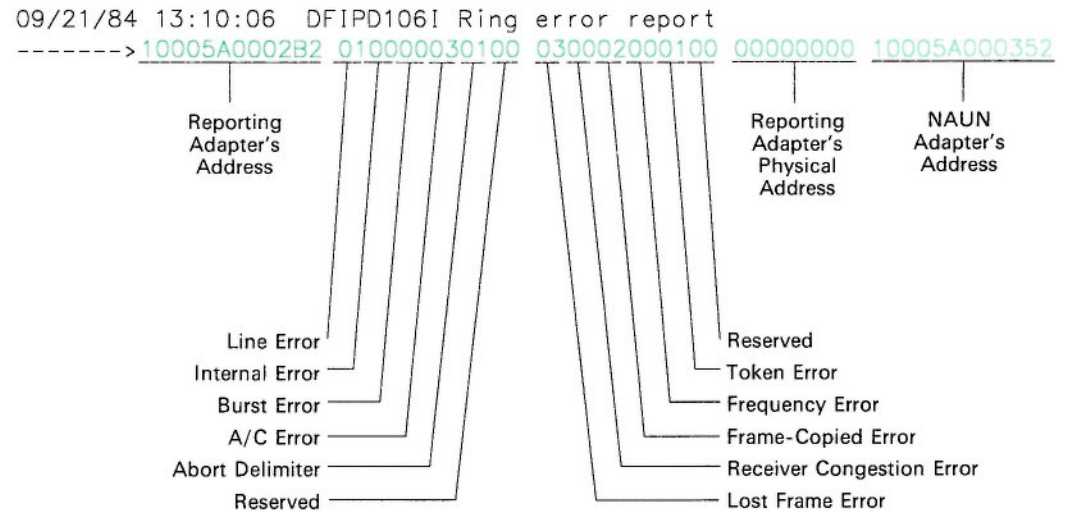 09/21/84 13:10:06 DFIPD106I Ring error report
-------> 10005A0002B2 010000030100 030002000100 00000000 10005A000352
Reporting
Adapter's
Address
Reporting
Adapter's
Physical
Address
NAUN
Adapter's
Address
Line Error
Internal Error
Burst Error
A/C Error
Abort Delimiter
Reserved
Reserved
Token Error
Frequency Error
Frame-Copied Error
Receiver Congestion Error
Lost Frame Error